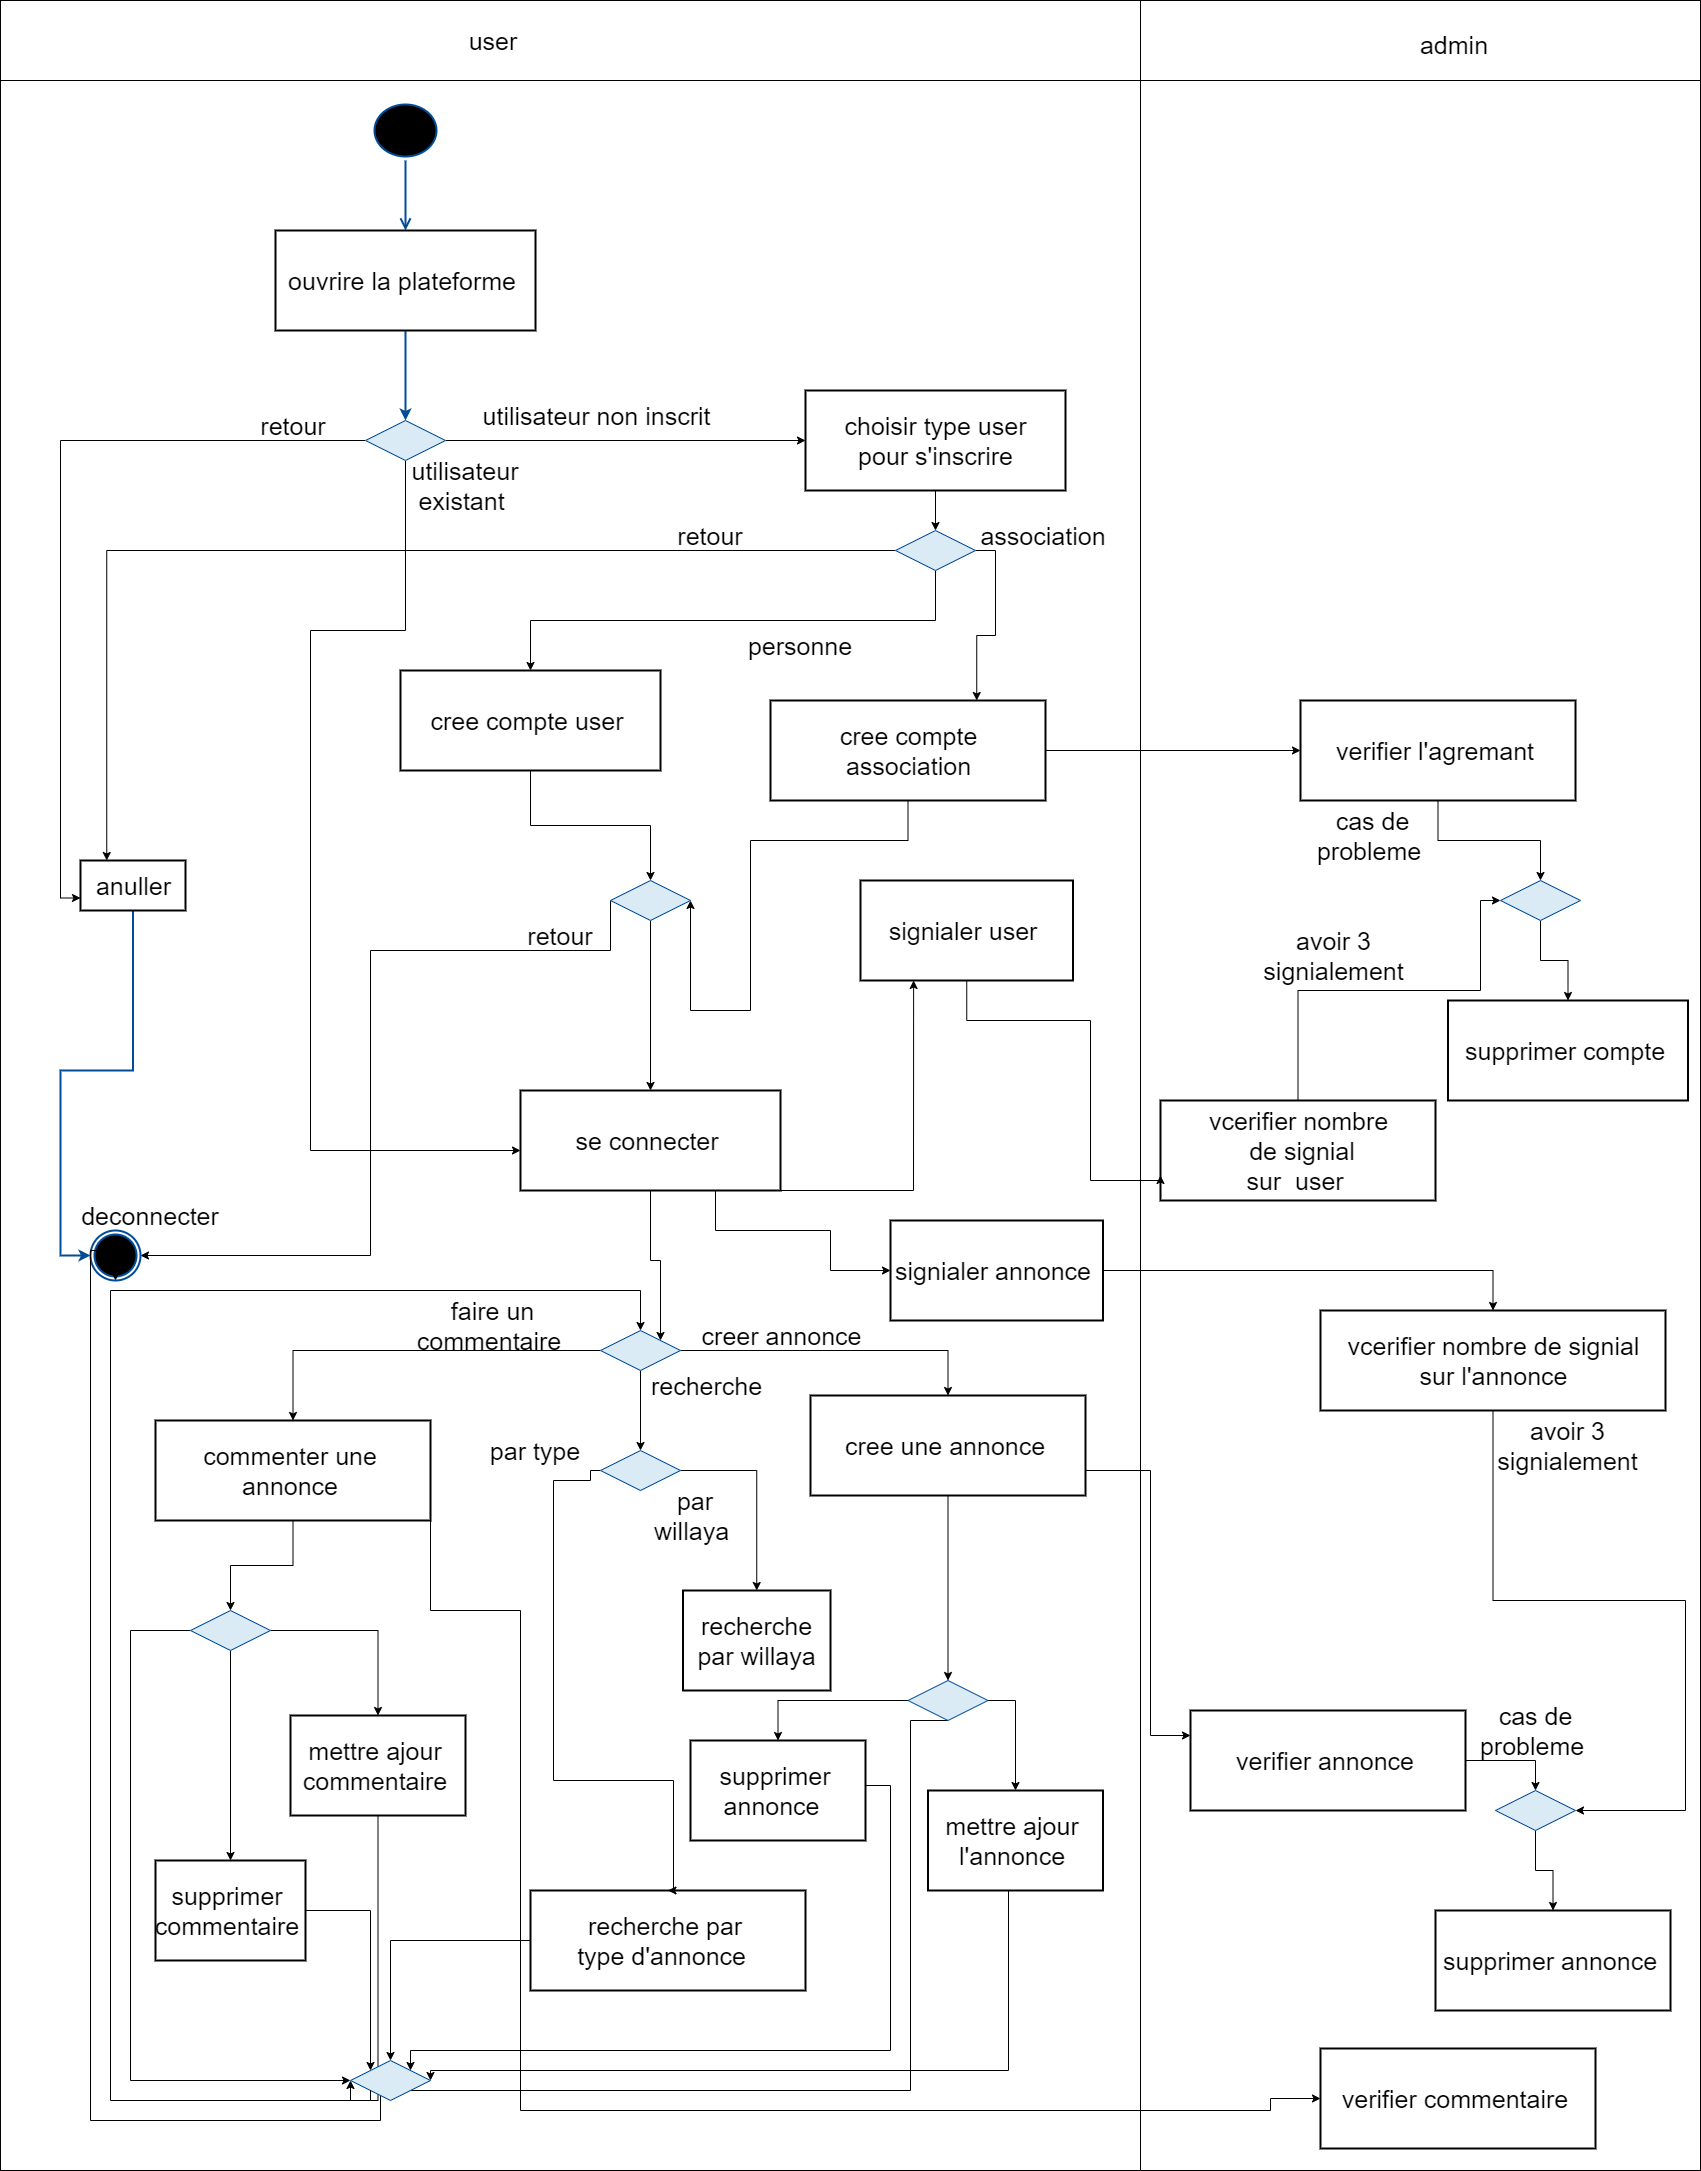 user
admin
ouvrire la plateforme
retour
utilisateur non inscrit
utilisateur
existant
choisir type user
pour s'inscrire
retour
association
personne
cree compte user
cree compte
association
verifier l'agremant
cas de
probleme
anuller
signialer user
retour
avoir 3
signialement
supprimer compte
se connecter
vcerifier nombre
de signial
sur  user
deconnecter
signialer annonce
faire un
commentaire
creer annonce
recherche
vcerifier nombre de signial
sur l'annonce
commenter une
annonce
par type
cree une annonce
avoir 3
signialement
par
willaya
recherche
par willaya
mettre ajour
commentaire
supprimer
annonce
mettre ajour
l'annonce
verifier annonce
cas de
probleme
supprimer
commentaire
recherche par
type d'annonce
supprimer annonce
verifier commentaire